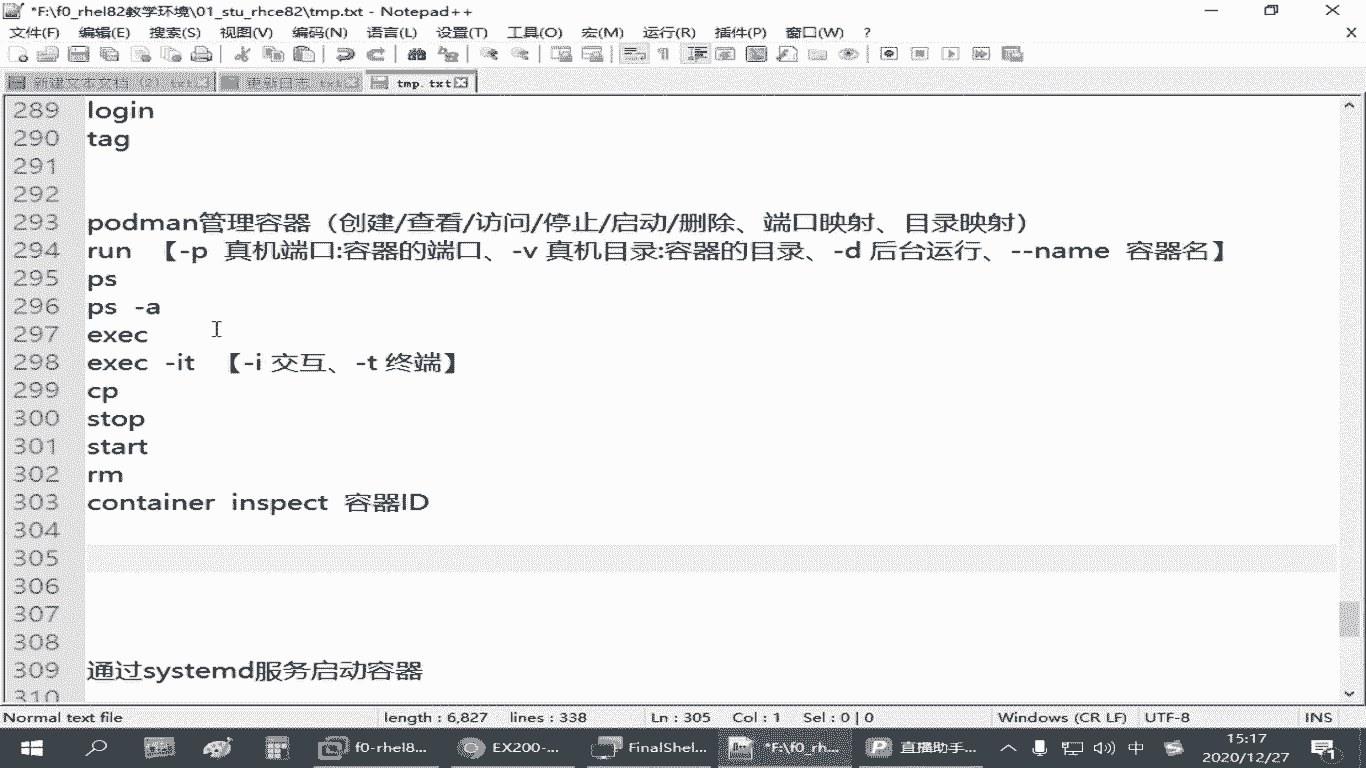 *F:\f0_rhel82教学环境\01_stu_rhce82\tmp.txt - Notepad++
文件(F) 编辑(E) 搜索(S) 视图(V) 编码(N) 语言(L) 设置(T) 工具(O) 宏(M) 运行(R) 插件(P) 窗口(W) ? X
新建文本文档 (2).txt 更新日志.txt tmp.txt
289 login
290 tag
291
292
293 podman管理容器（创建/查看/访问/停止/启动/删除、端口映射、目录映射）
294 run 【-p 真机端口:容器的端口、-v 真机目录:容器的目录、-d 后台运行、--name 容器名】
295 ps
296 ps -a
297 exec
298 exec -it 【-i 交互、-t 终端】
299 cp
300 stop
301 start
302 rm
303 container inspect 容器ID
304
305
306
307
308
309 通过systemd服务启动容器
310
Normal text file length : 6,827 lines : 338 Ln : 305 Col : 1 Sel : 0 | 0 Windows (CR LF) UTF-8 INS
f0-rhel8... EX200-... FinalShel... *F:\f0_rh... 直播助手... 中 15:17
2020/12/27 1